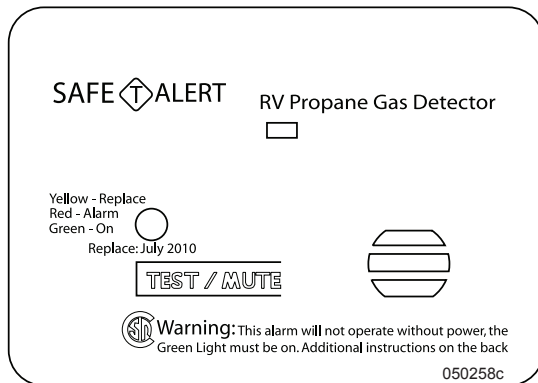 SAFE T ALERT
RV Propane Gas Detector
Yellow - Replace
Red - Alarm
Green - On
Replace: July 2010
TEST / MUTE
Warning: This alarm will not operate without power, the
Green Light must be on. Additional instructions on the back
050258c